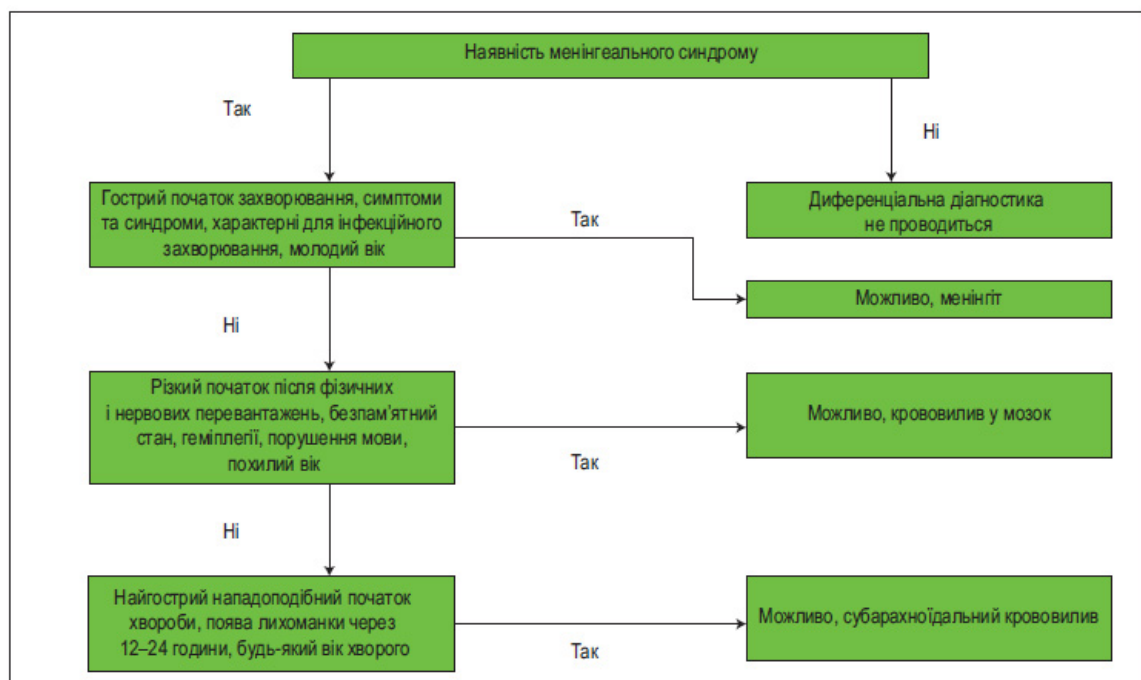 Наявність менінгеального синдрому
Так
Ні
Гострий початок захворювання, симптоми
та синдроми, характерні для інфекційного
захворювання, молодий вік
Так
Диференціальна діагностика
не проводиться
Можливо, менінгіт
Ні
Різкий початок після фізичних
і нервових перевантажень, безпам’ятний
стан, геміплегії, порушення мови,
похилий вік
Так
Можливо, крововилив у мозок
Ні
Найгострий нападоподібний початок
хвороби, поява лихоманки через
12–24 години, будь-який вік хворого
Так
Можливо, субарахноїдальний крововилив